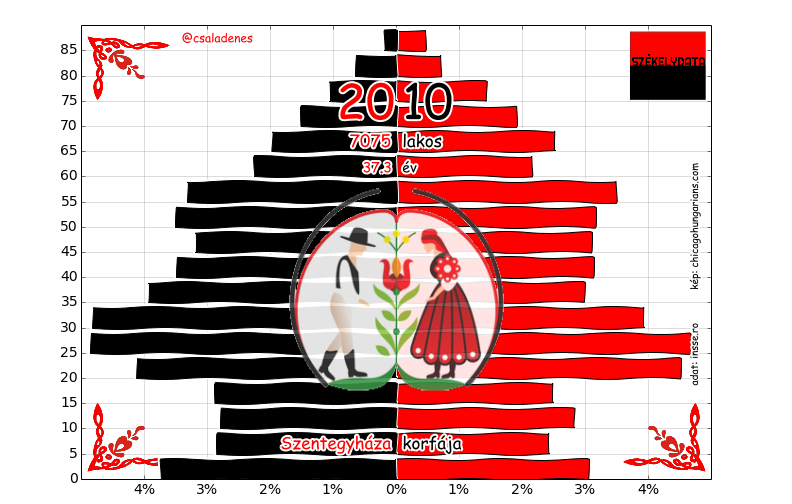 @csaladenes
SZÉKELYDATA
2010
7075 lakos
37.3 év
kép: chicagohungarians.com
adat: insse.ro
Szentegyháza korfája
85
80
75
70
65
60
55
50
45
40
35
30
25
20
15
10
5
0
4% 3% 2% 1% 0% 1% 2% 3% 4%